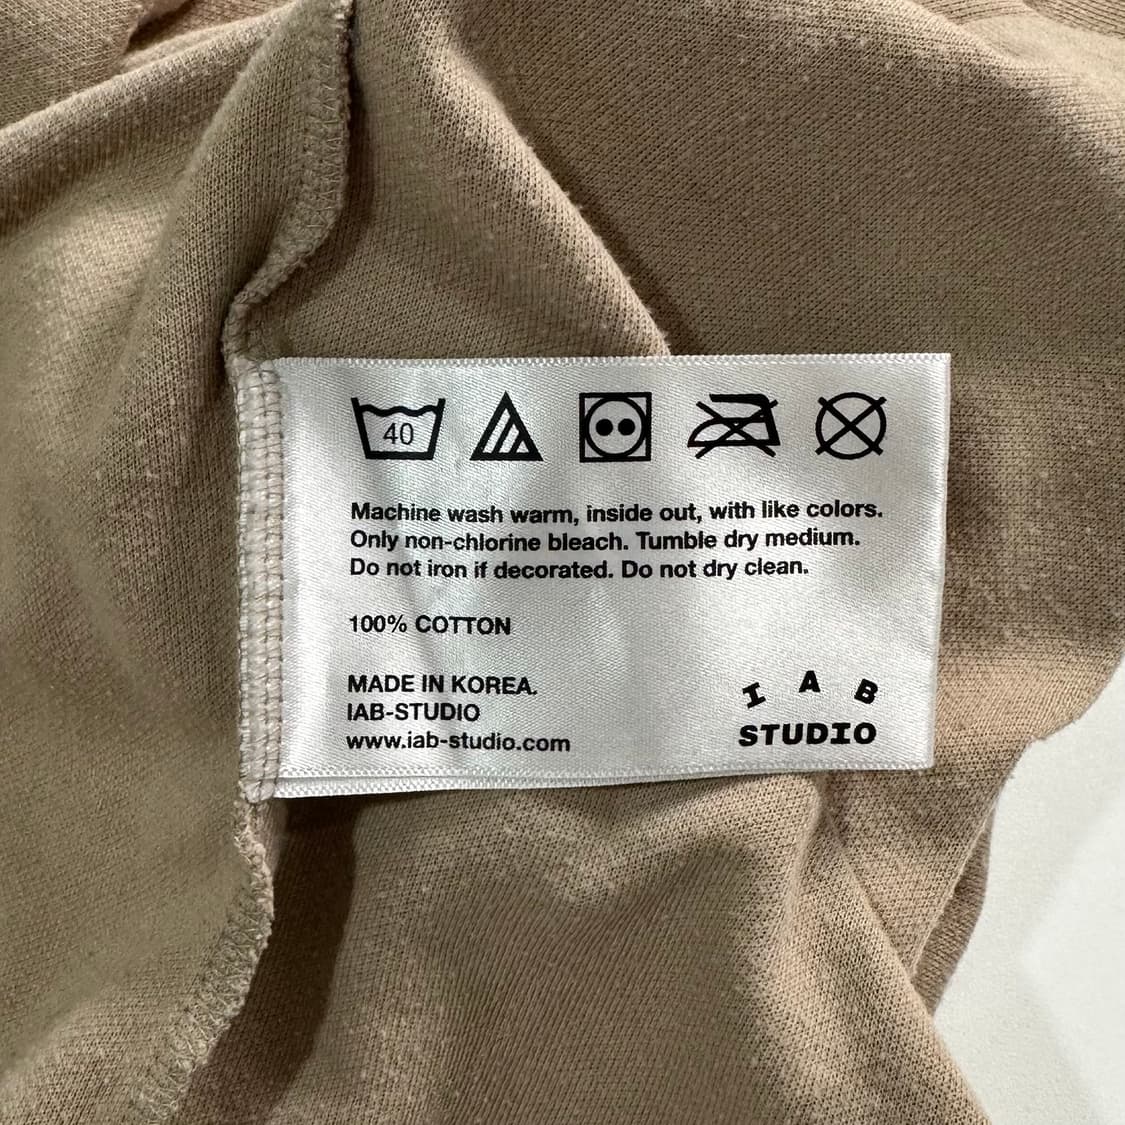 40
Machine wash warm, inside out, with like colors.
Only non-chlorine bleach. Tumble dry medium.
Do not iron if decorated. Do not dry clean.
100% COTTON
MADE IN KOREA.
IAB-STUDIO
www.iab-studio.com
I A B
STUDIO